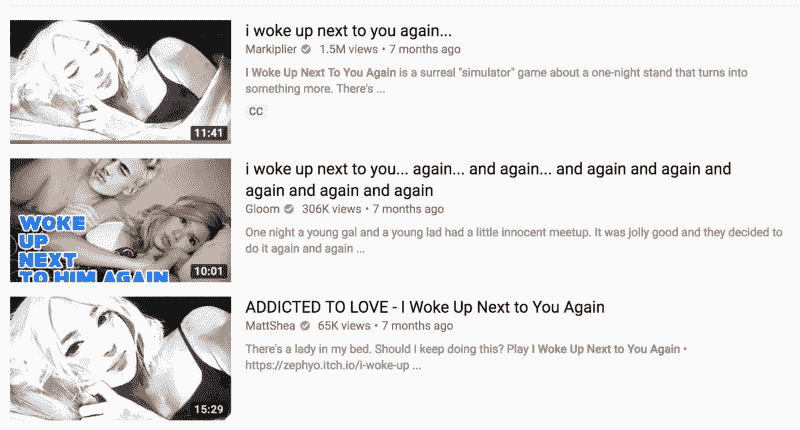 i woke up next to you again...
Markiplier 1.5M views • 7 months ago
I Woke Up Next To You Again is a surreal "simulator" game about a one-night stand that turns into
something more. There's ...
CC
11:41
i woke up next to you... again... and again... and again and again and
again and again and again
Gloom 306K views • 7 months ago
One night a young gal and a young lad had a little innocent meetup. It was jolly good and they decided to
do it again and again ...
WOKE
UP
NEXT
TO HIM AGAIN
10:01
ADDICTED TO LOVE - I Woke Up Next to You Again
MattShea 65K views • 7 months ago
There's a lady in my bed. Should I keep doing this? Play I Woke Up Next to You Again •
https://zephyo.itch.io/i-woke-up ...
15:29